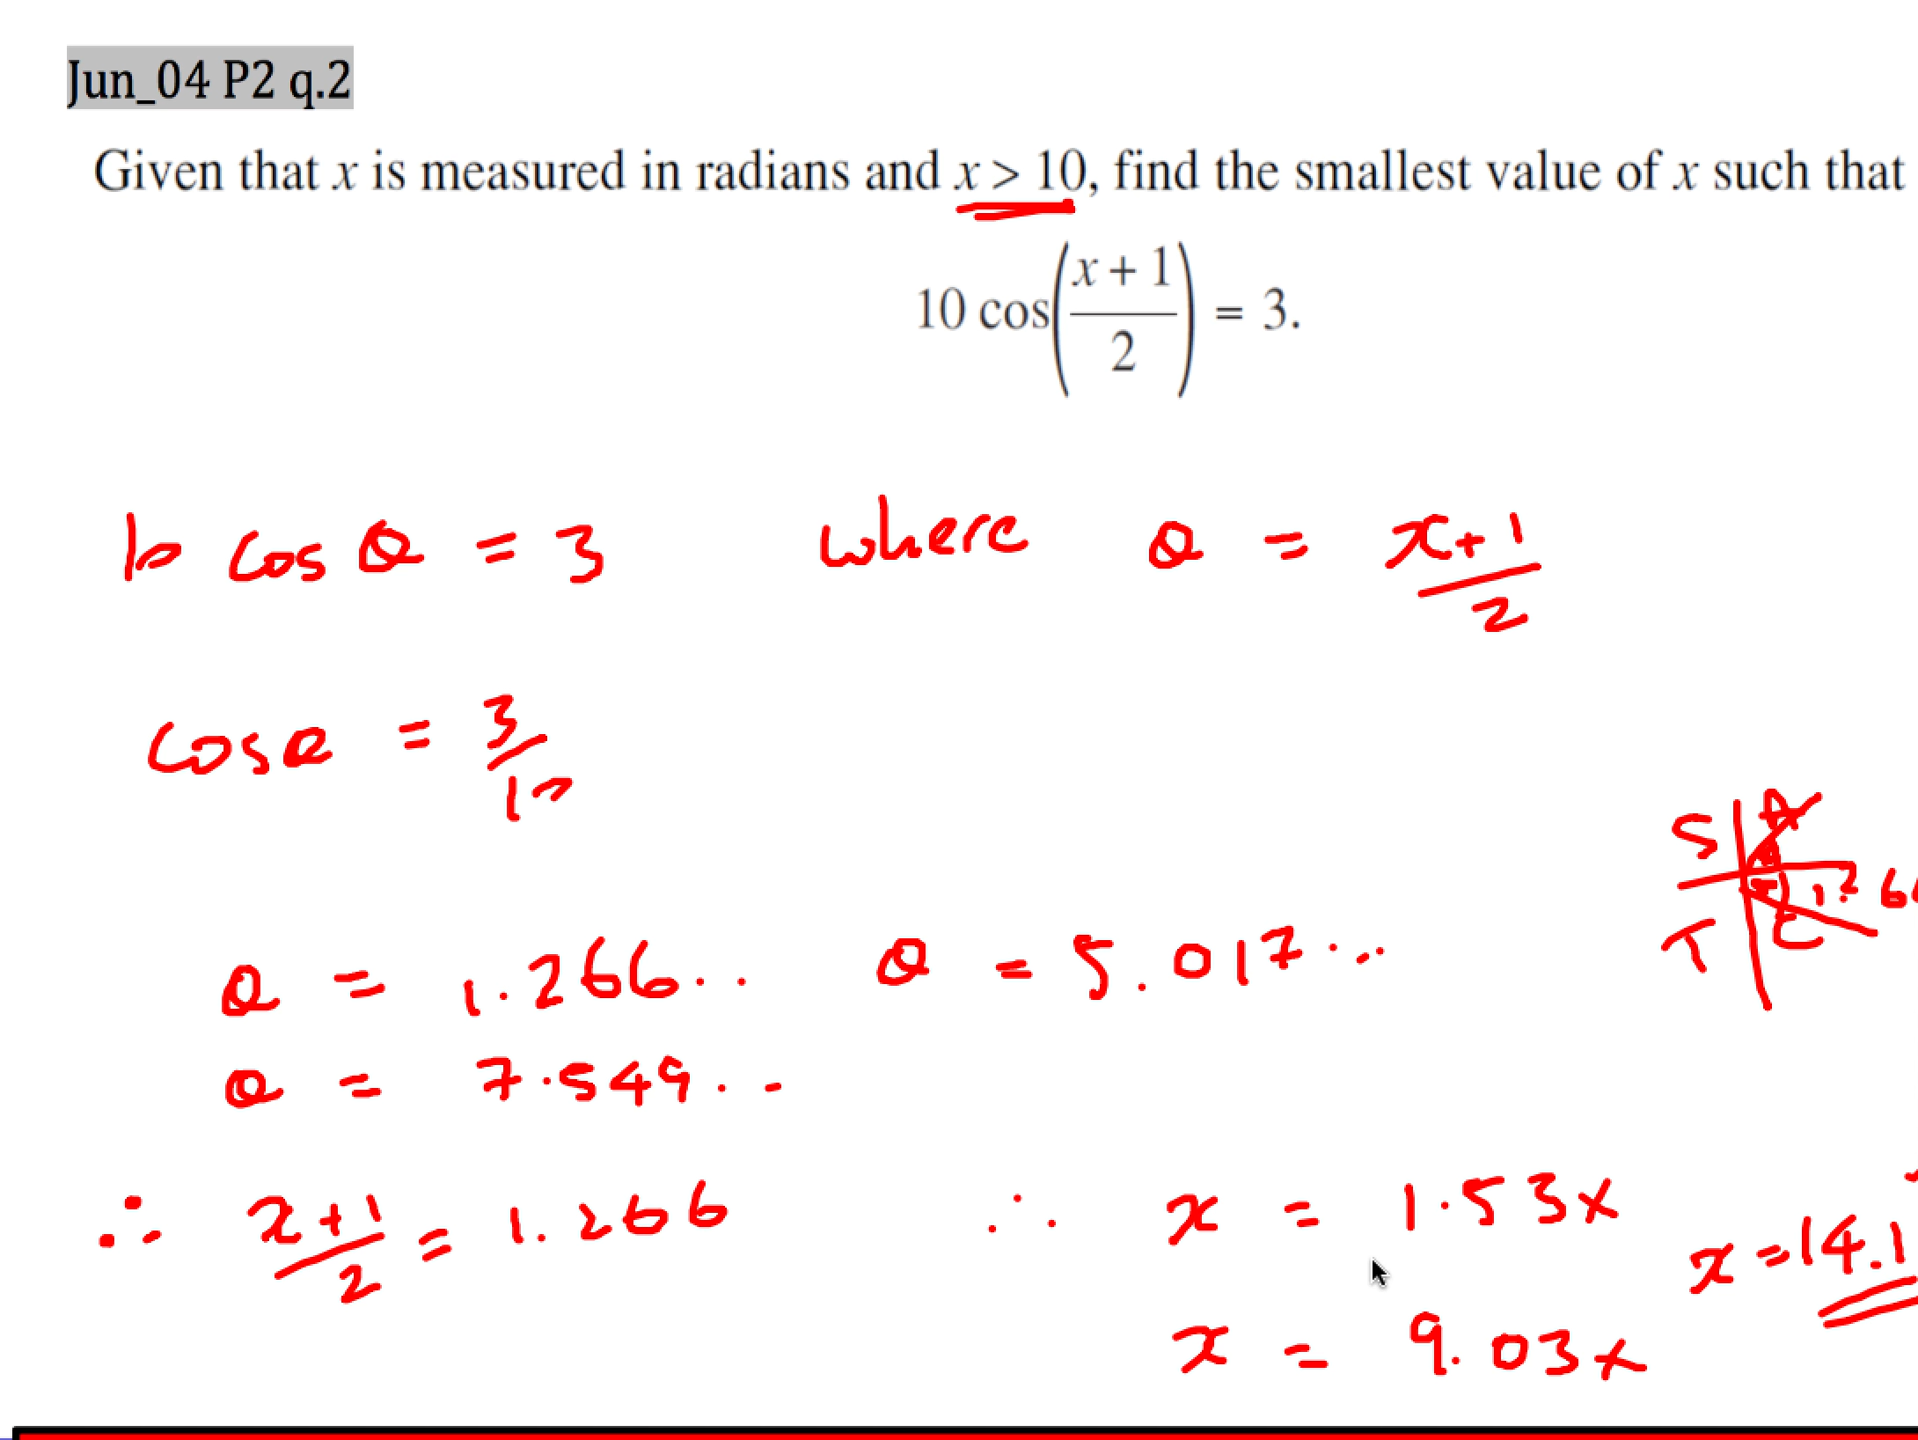 Jun_04 P2 q.2
Given that x is measured in radians and x > 10, find the smallest value of x such that
10 cos((x + 1)/2) = 3.
10 cos θ = 3 where θ = (x+1)/2
cos θ = 3/10
S A
T C 1.26
θ = 1.266.. θ = 5.017...
θ = 7.549..
∴ (x+1)/2 = 1.266 ∴ x = 1.53 x
x = 14.1
x = 9.03 x